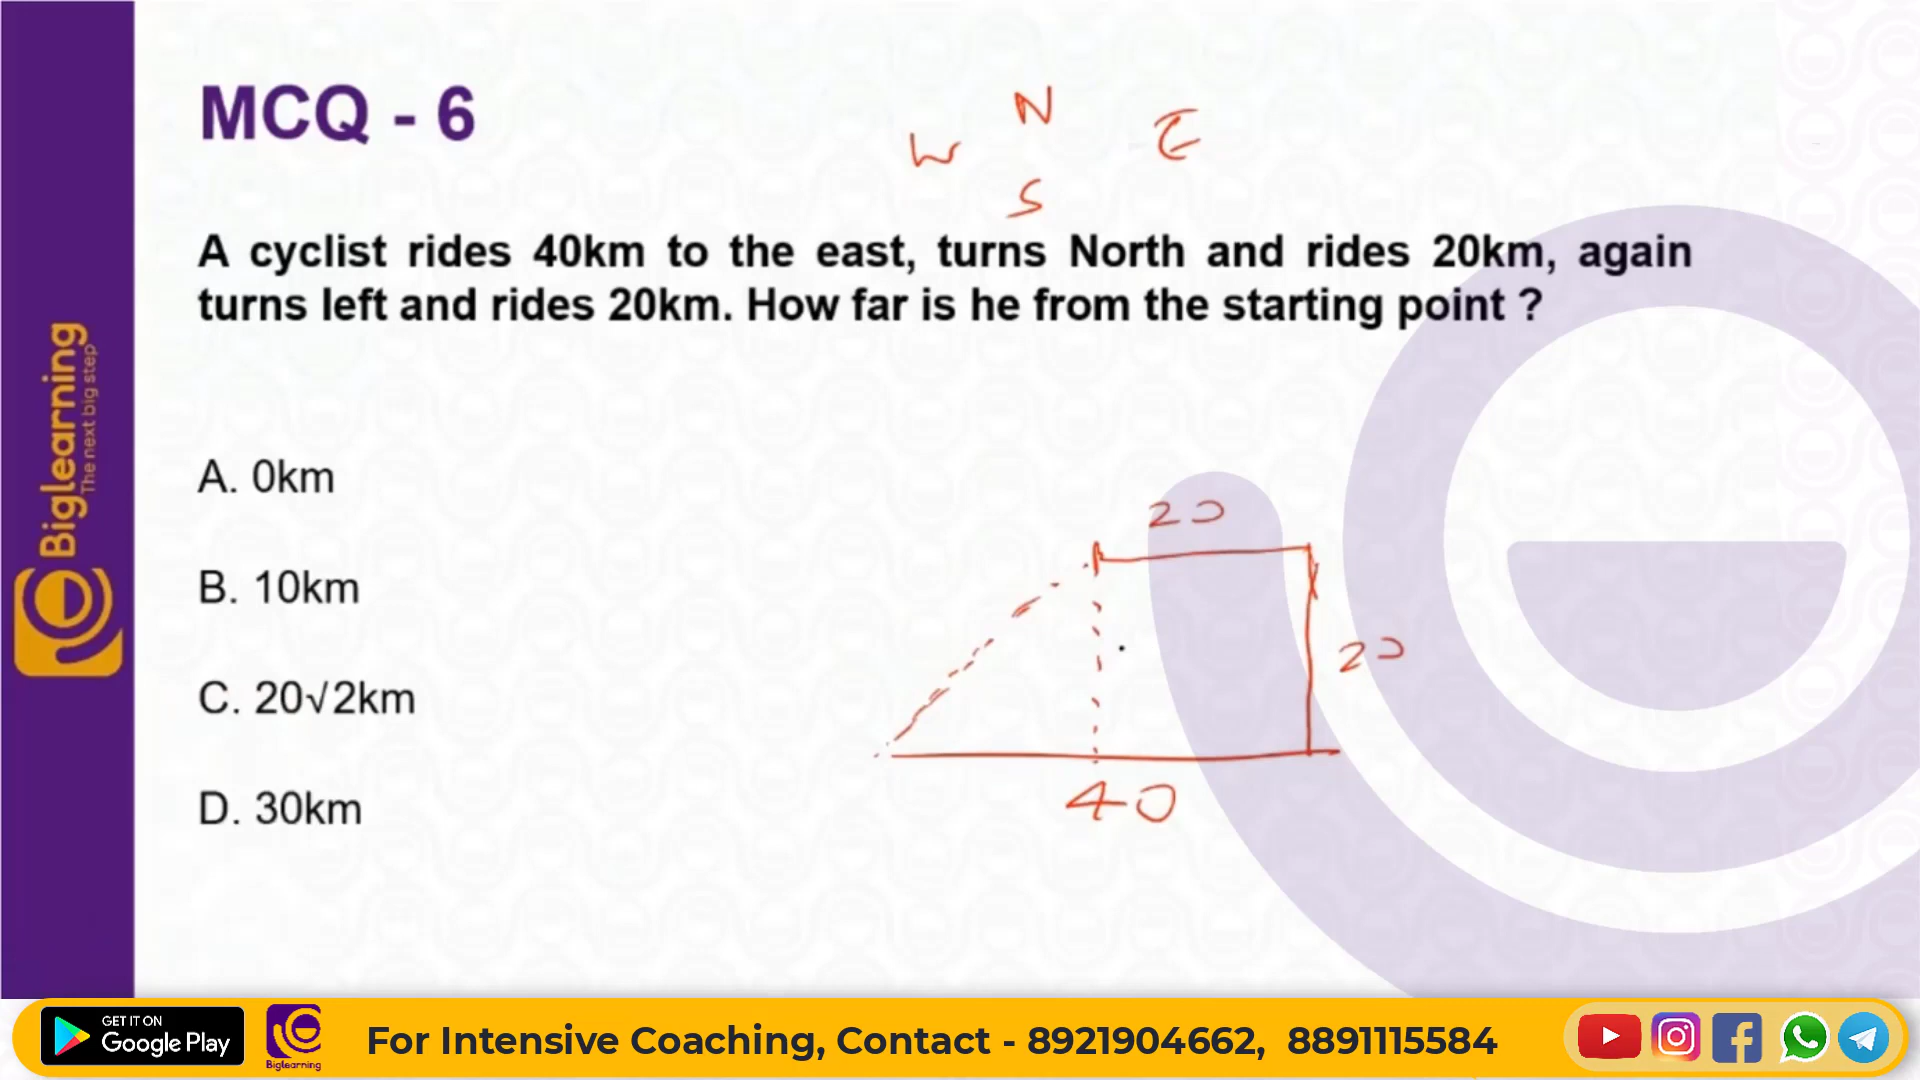 MCQ - 6
N
W
E
S
A cyclist rides 40km to the east, turns North and rides 20km, again
turns left and rides 20km. How far is he from the starting point ?
A. 0km
B. 10km
C. 20√2km
D. 30km
20
20
40
Biglearning
The next big step
GET IT ON
Google Play
Biglearning
For Intensive Coaching, Contact - 8921904662, 8891115584